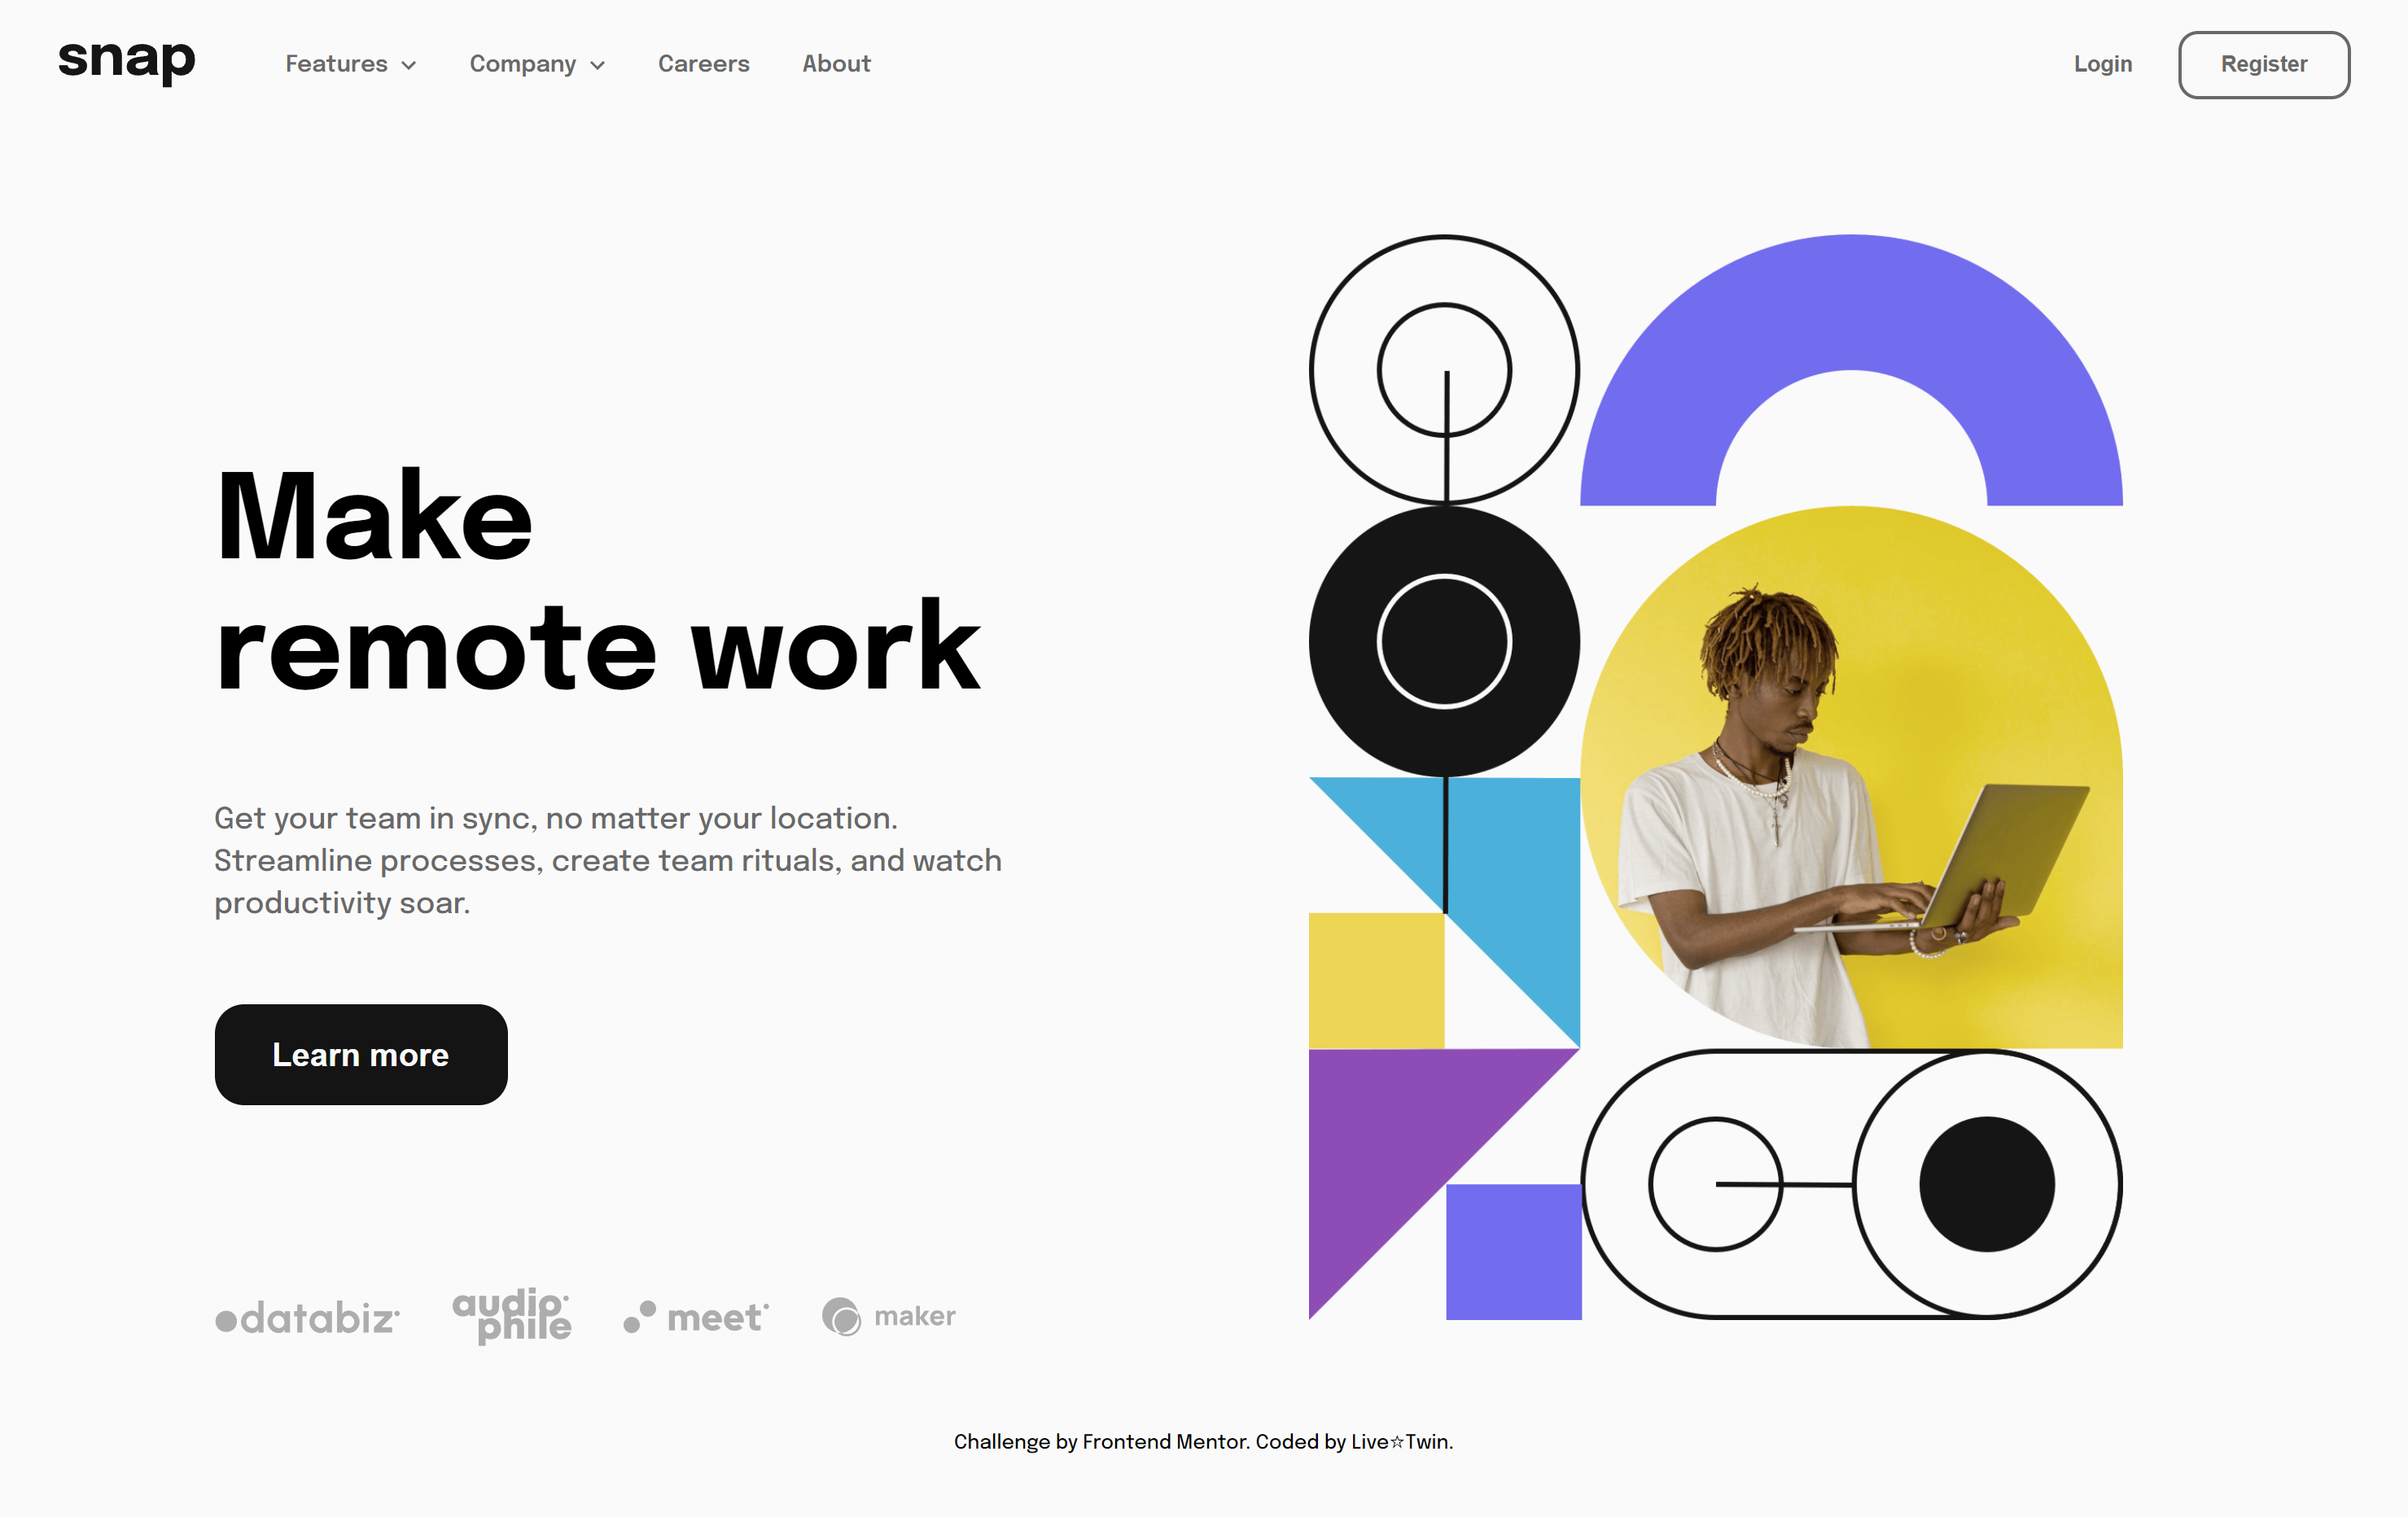 snap
Features
Company
Careers
About
Login
Register
Make
remote work
Get your team in sync, no matter your location.
Streamline processes, create team rituals, and watch
productivity soar.
Learn more
databiz
audio
phile
meet
maker
Challenge by Frontend Mentor. Coded by Live☆Twin.